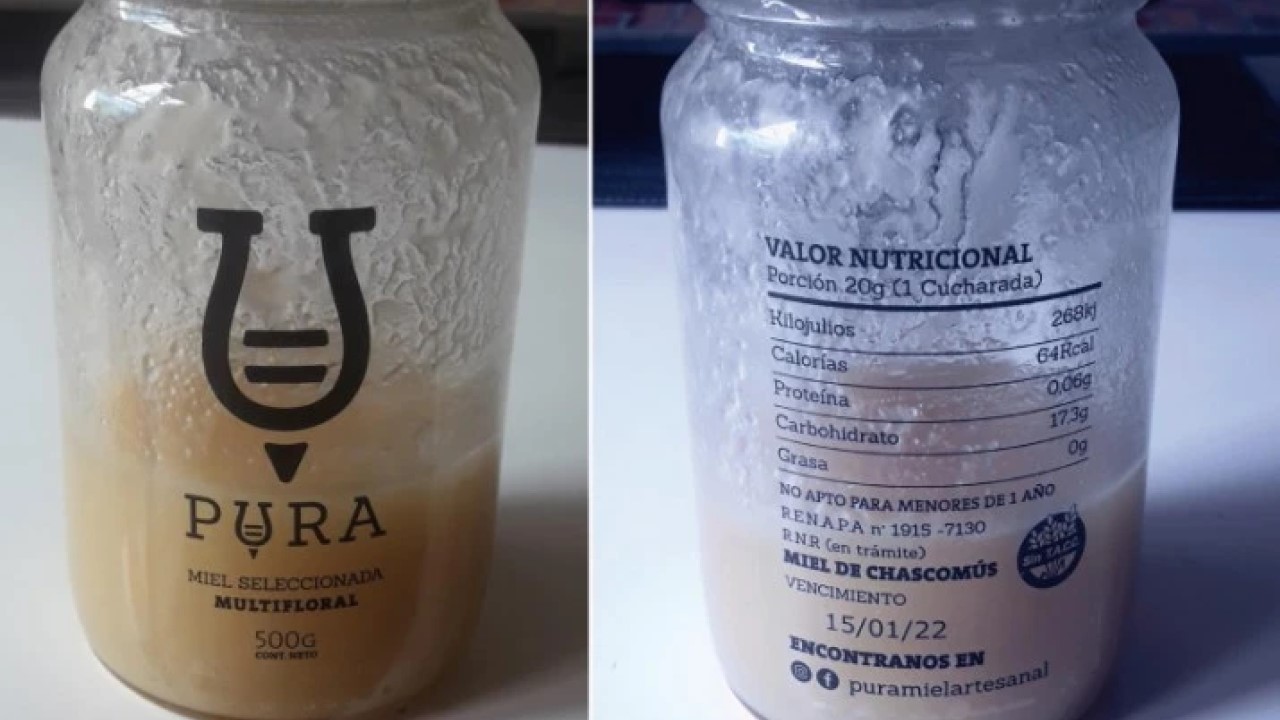 PURA
MIEL SELECCIONADA
MULTIFLORAL
500G
CONT. NETO
VALOR NUTRICIONAL
Porción 20g (1 Cucharada)
Kilojulios 268kj
Calorías 64Kcal
Proteína 0,06g
Carbohidrato 17,3g
Grasa 0g
NO APTO PARA MENORES DE 1 AÑO
R.E.N.A.P.A n° 1915 -7130
R.N.R (en trámite)
Sin T.A.C.C.
MIEL DE CHASCOMÚS
VENCIMIENTO
15/01/22
ENCONTRANOS EN
puramielartesanal